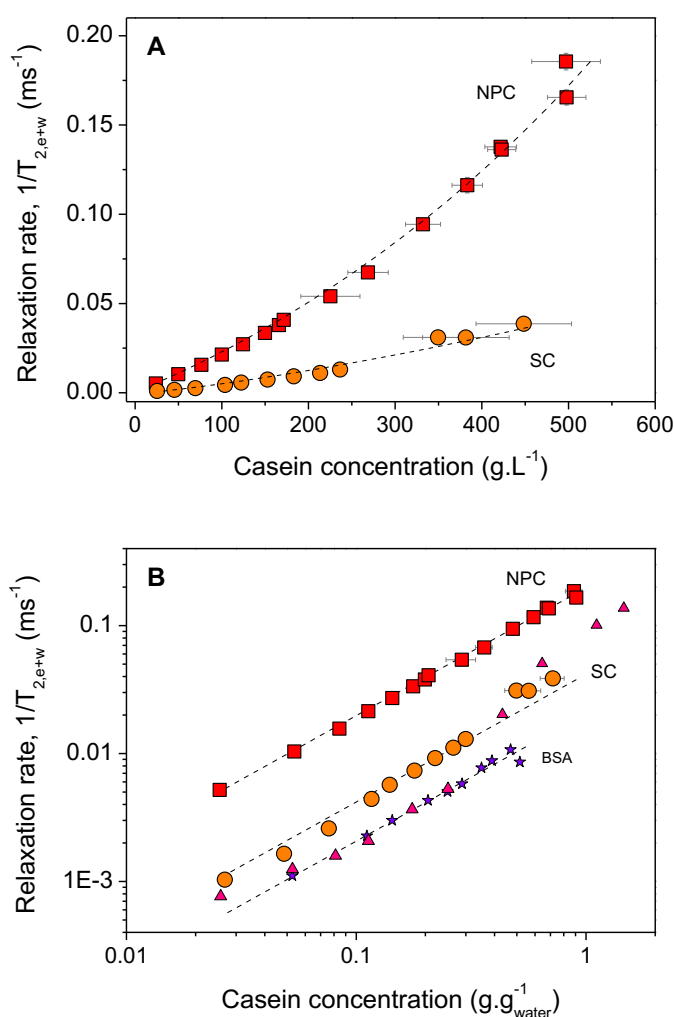 0.20
A
NPC
0.15
0.10
0.05
SC
0.00
0 100 200 300 400 500 600
Relaxation rate, 1/T2,e+w (ms-1)
Casein concentration (g.L-1)
B
NPC
0.1
SC
0.01
BSA
1E-3
0.01 0.1 1
Relaxation rate, 1/T2,e+w (ms-1)
Casein concentration (g.g-1water)